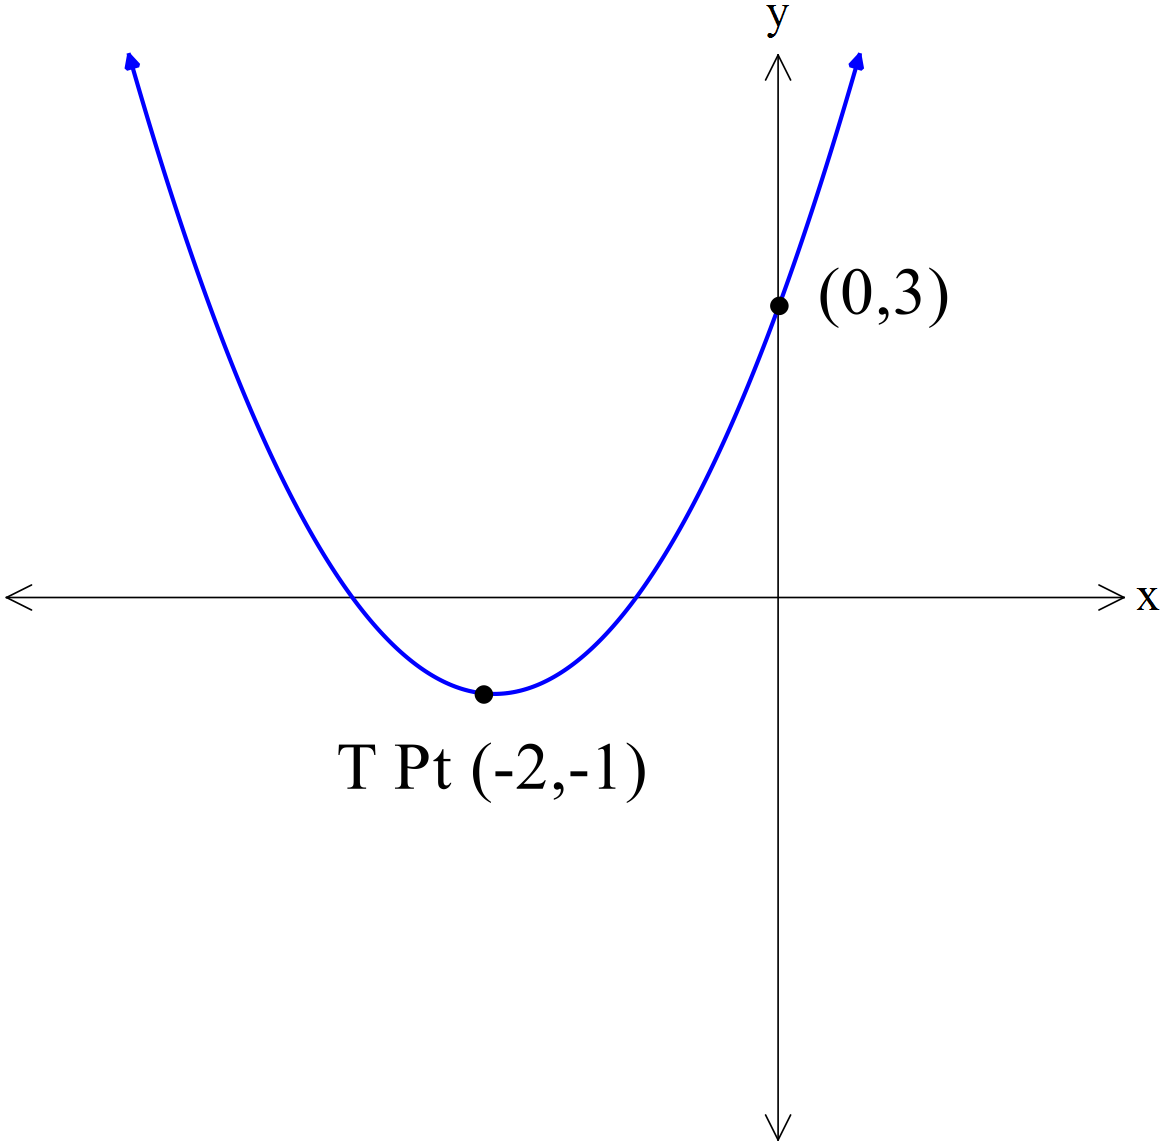 y
(0,3)
x
T Pt (-2,-1)